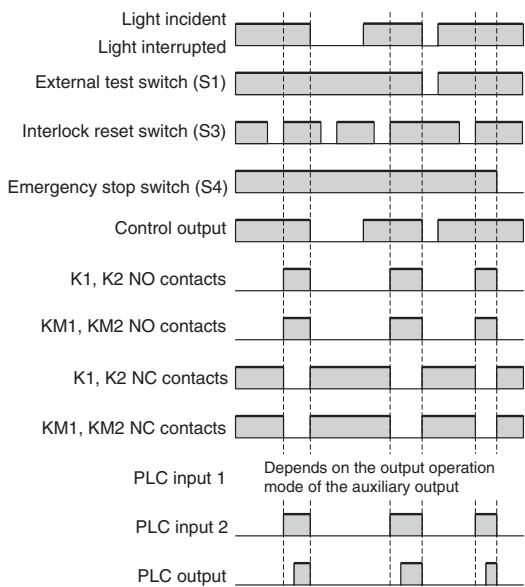 Light incident
Light interrupted
External test switch (S1)
Interlock reset switch (S3)
Emergency stop switch (S4)
Control output
K1, K2 NO contacts
KM1, KM2 NO contacts
K1, K2 NC contacts
KM1, KM2 NC contacts
PLC input 1
Depends on the output operation
mode of the auxiliary output
PLC input 2
PLC output